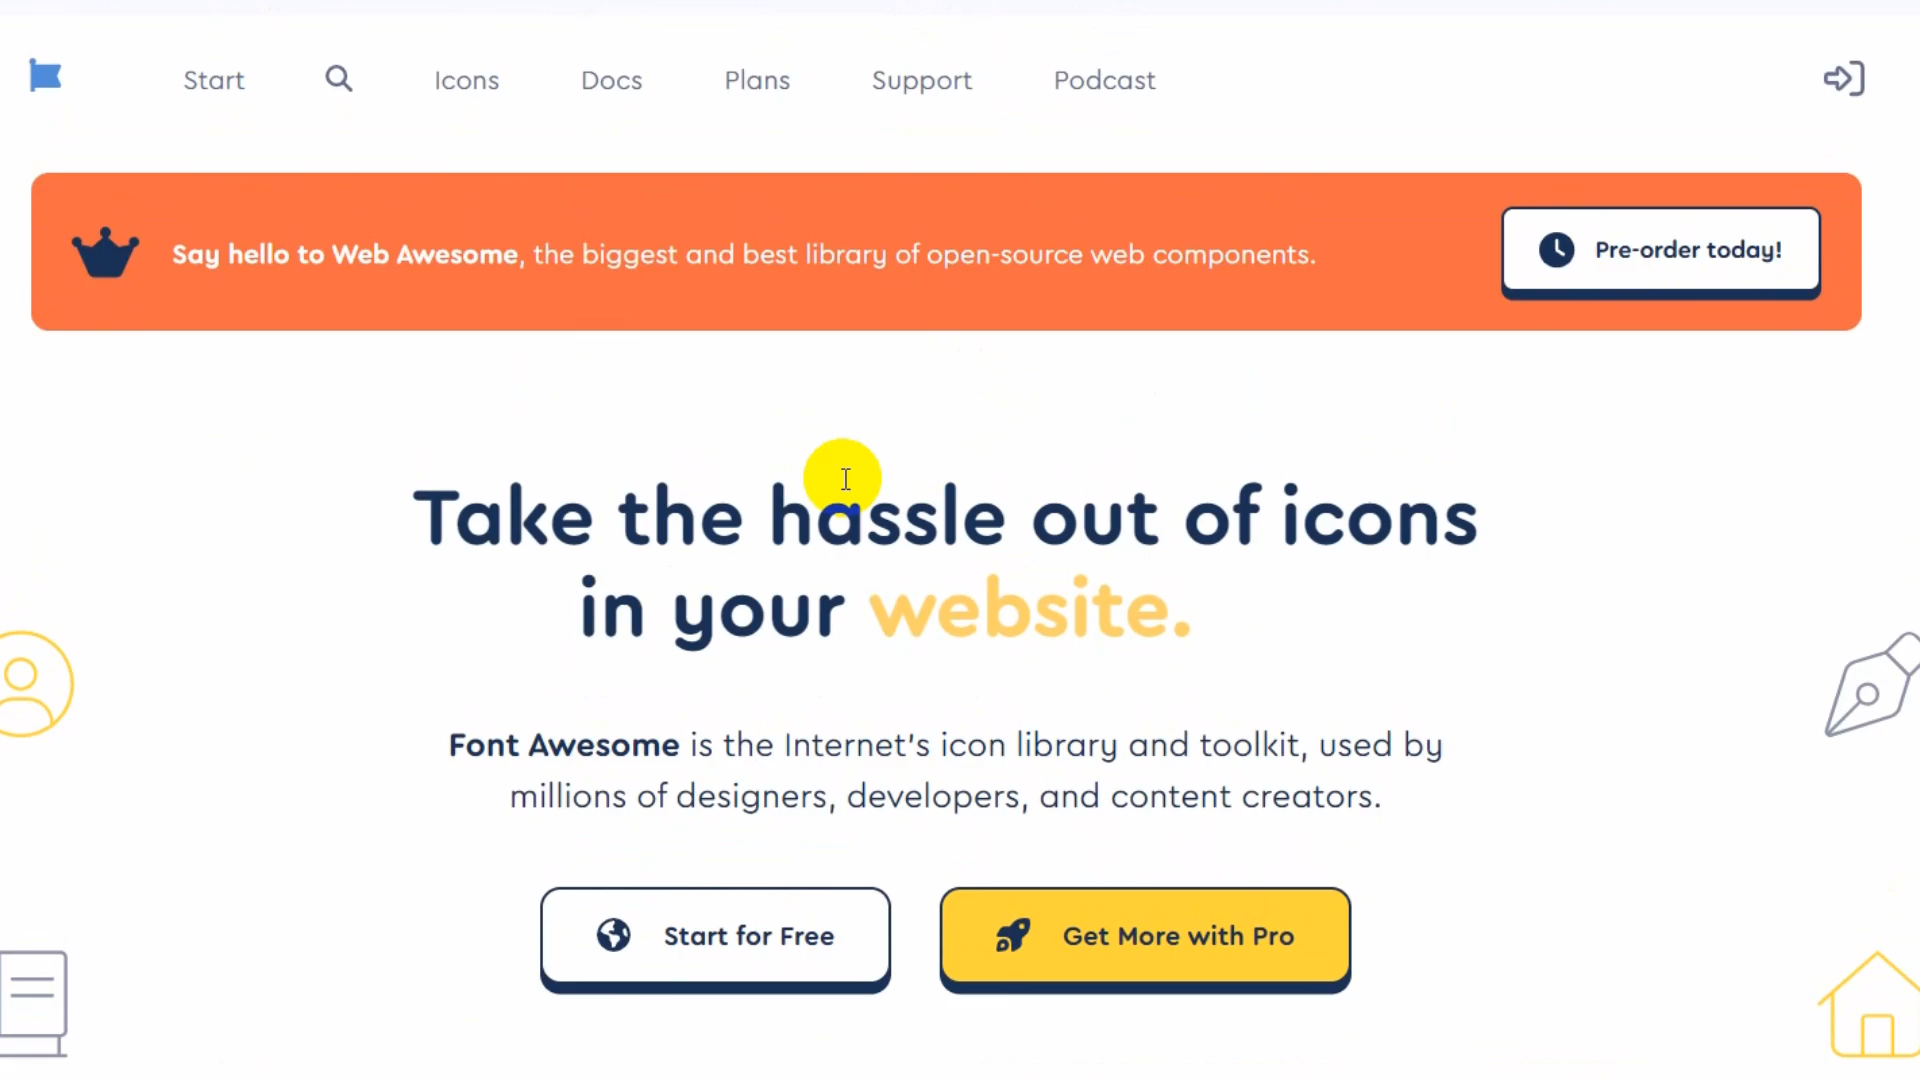 Start Icons Docs Plans Support Podcast
Say hello to Web Awesome, the biggest and best library of open-source web components.
Pre-order today!
Take the hassle out of icons
in your website.
Font Awesome is the Internet's icon library and toolkit, used by
millions of designers, developers, and content creators.
Start for Free
Get More with Pro